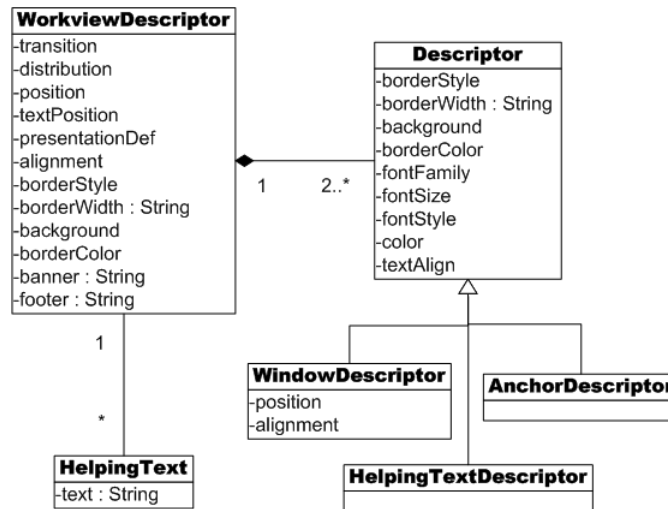 WorkviewDescriptor
-transition
-distribution
-position
-textPosition
-presentationDef
-alignment
-borderStyle
-borderWidth : String
-background
-borderColor
-banner : String
-footer : String
Descriptor
-borderStyle
-borderWidth : String
-background
-borderColor
-fontFamily
-fontSize
-fontStyle
-color
-textAlign
1
2..*
1
*
HelpingText
-text : String
WindowDescriptor
-position
-alignment
AnchorDescriptor
HelpingTextDescriptor